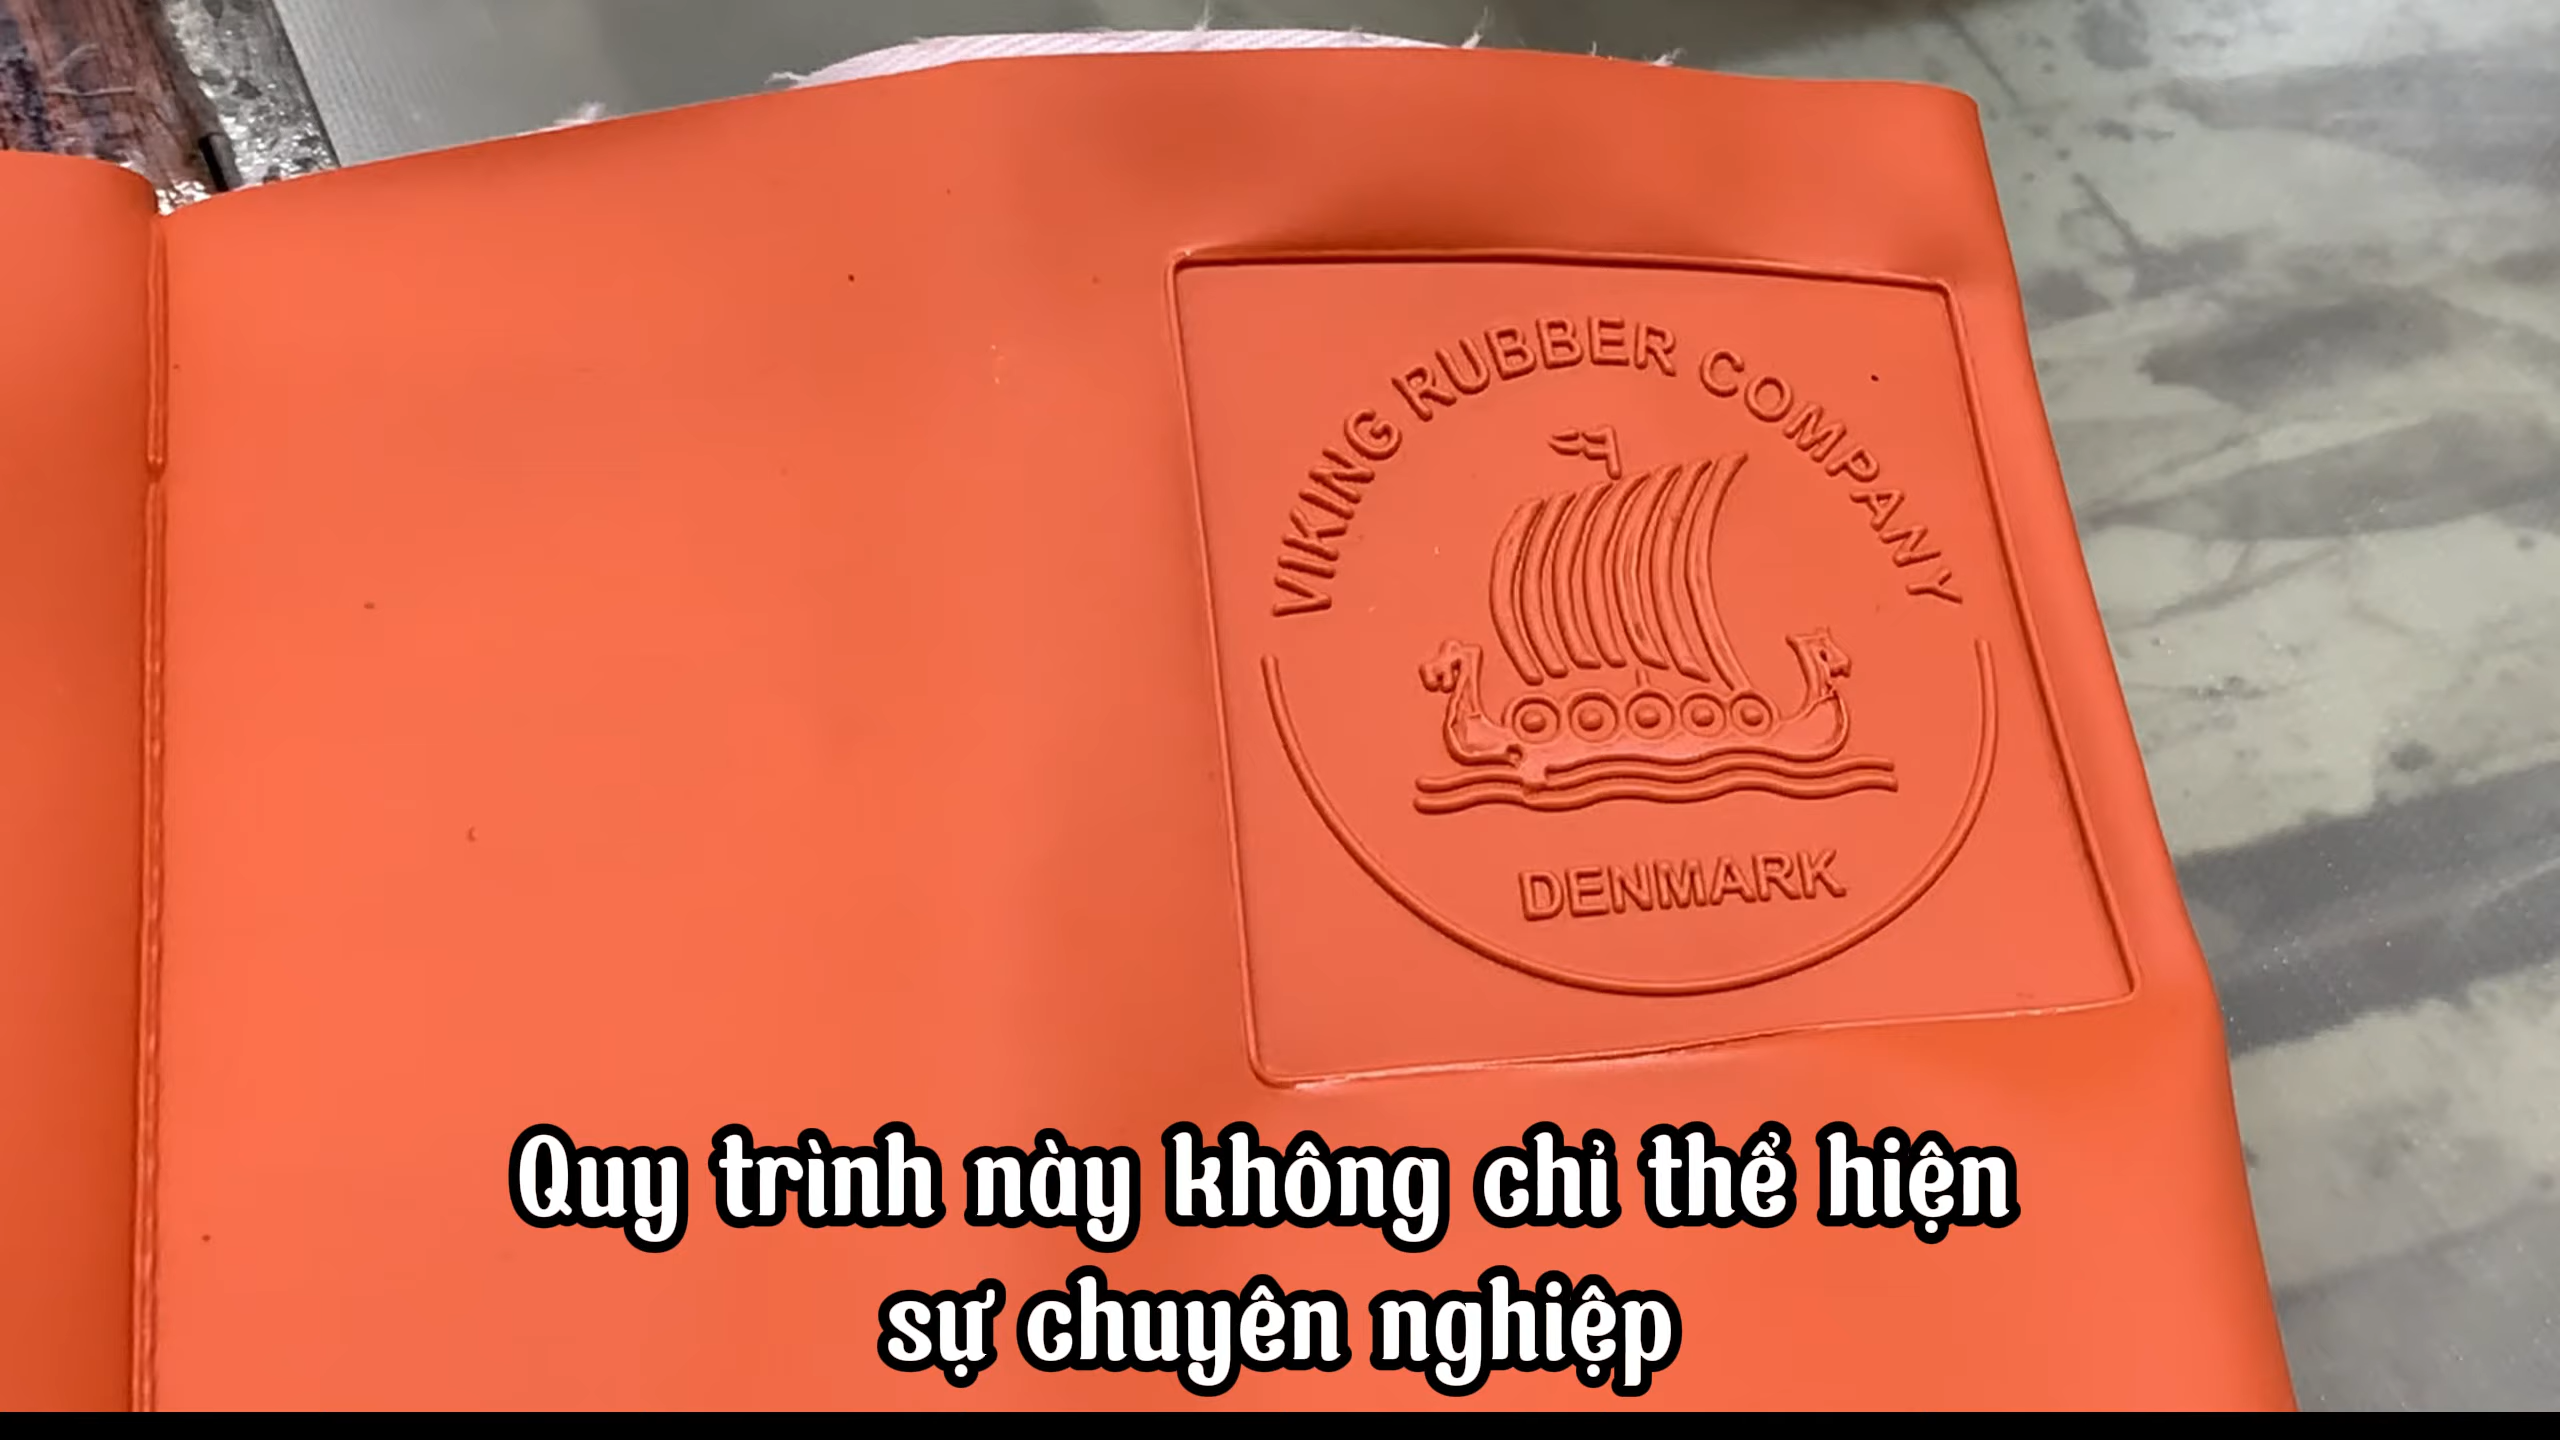 VIKING RUBBER COMPANY
DENMARK
Quy trình này không chỉ thể hiện
sự chuyên nghiệp